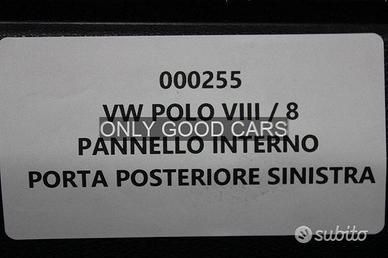 000255
VW POLO VIII / 8
ONLY GOOD CARS
PANNELLO INTERNO
PORTA POSTERIORE SINISTRA
subito